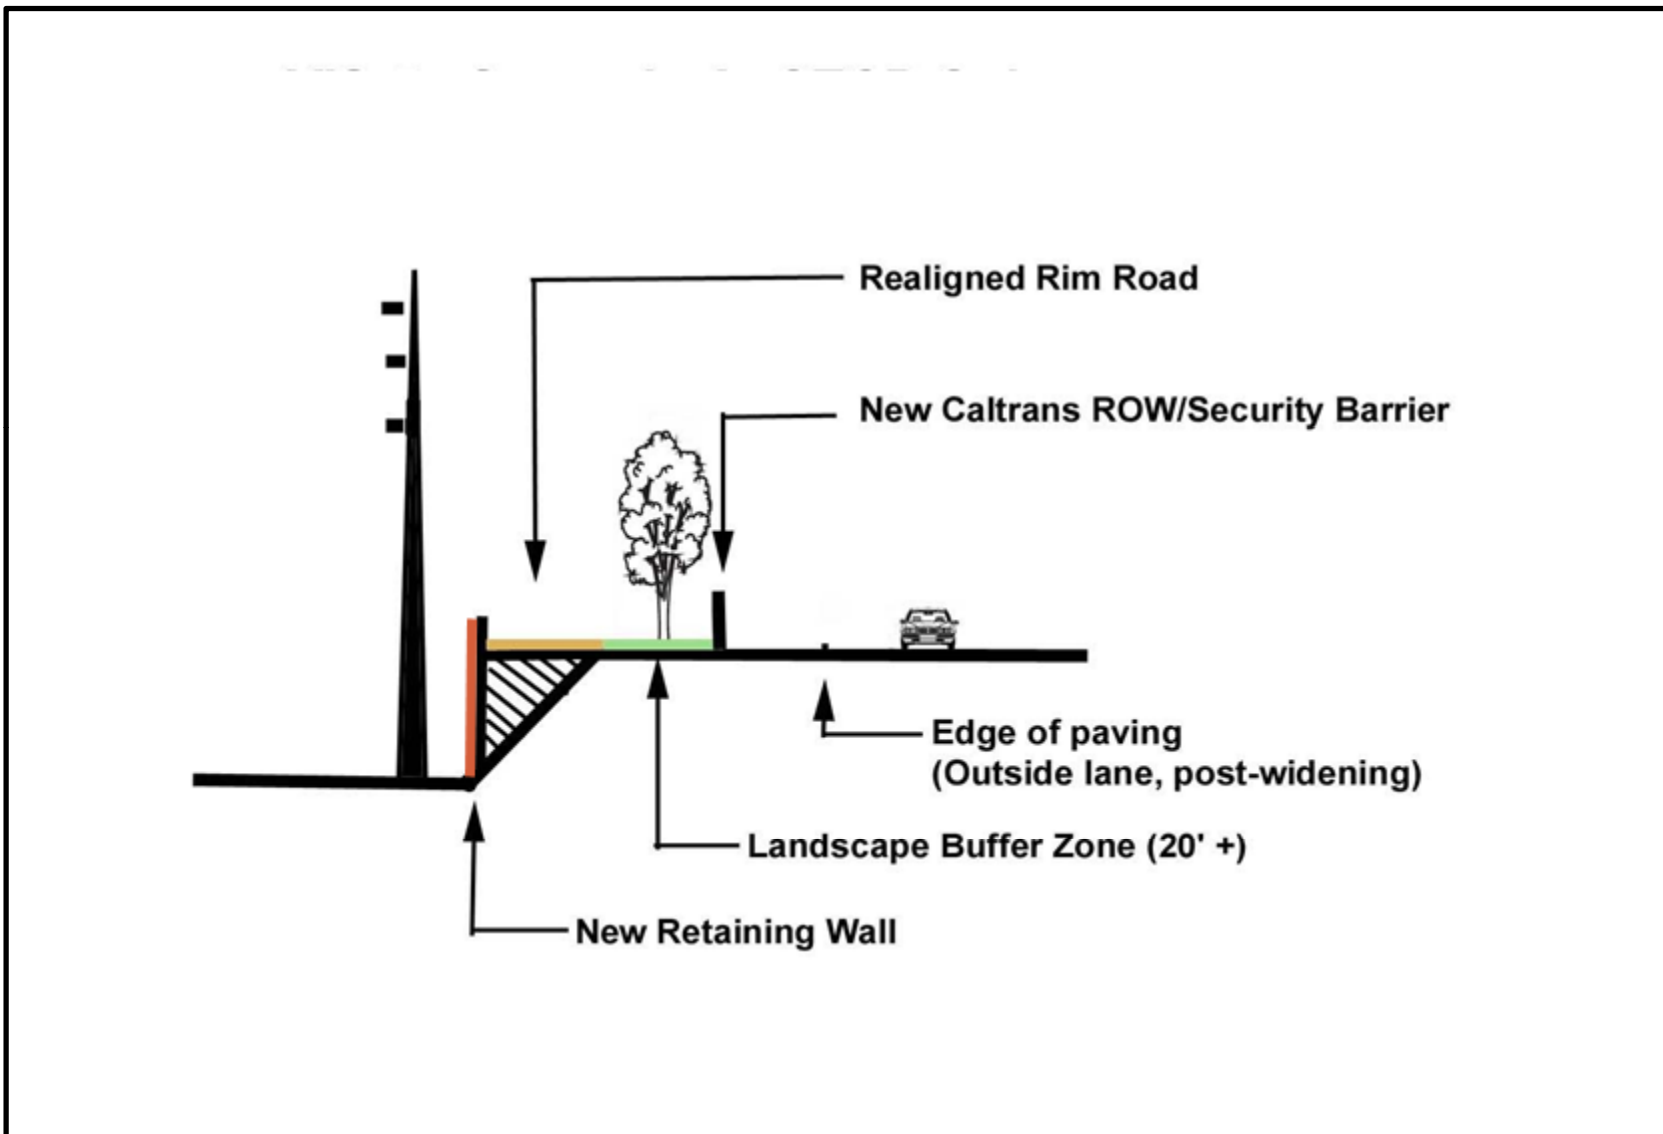 Realigned Rim Road
New Caltrans ROW/Security Barrier
Edge of paving
(Outside lane, post-widening)
Landscape Buffer Zone (20' +)
New Retaining Wall